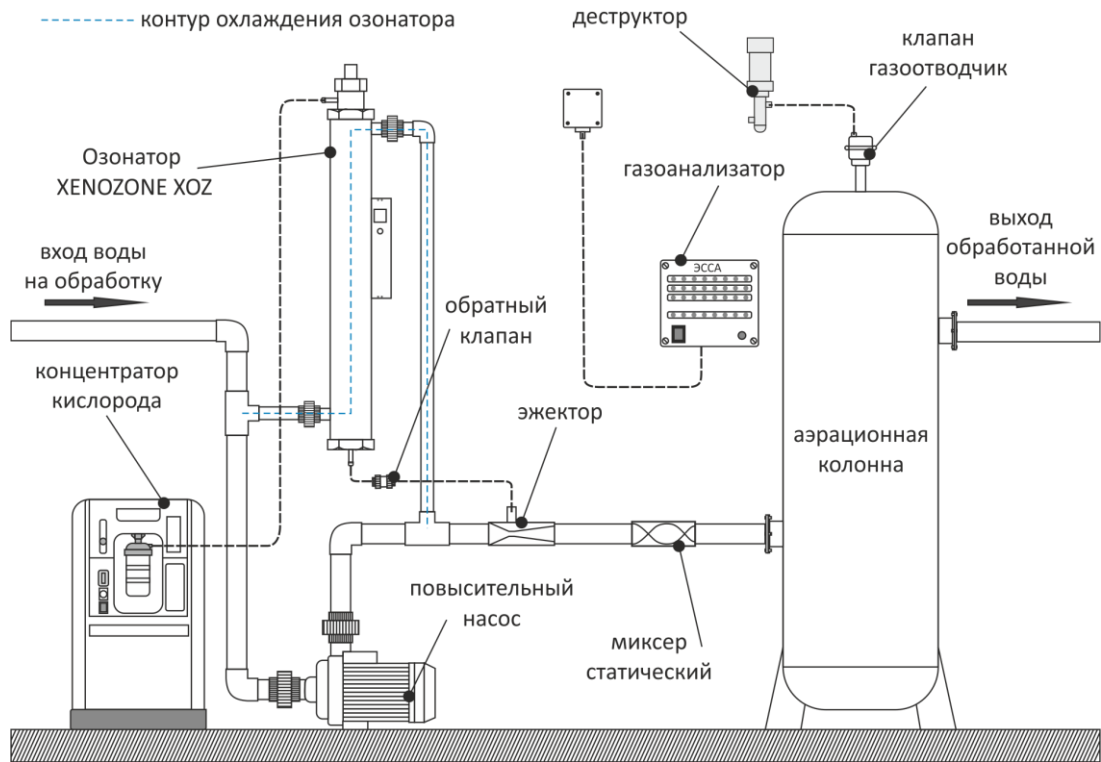 контур охлаждения озонатора
деструктор
клапан
газоотводчик
Озонатор
XENOZONE XOZ
газоанализатор
ЭССА
вход воды
на обработку
выход
обработанной
воды
обратный
клапан
концентратор
кислорода
эжектор
аэрационная
колонна
повысительный
насос
миксер
статический